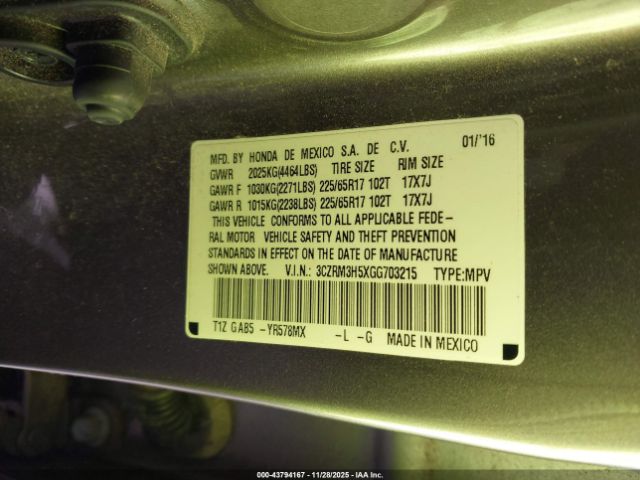 MFD. BY HONDA DE MEXICO S.A. DE C.V. 01/'16
GVWR 2025KG(4464LBS) TIRE SIZE RIM SIZE
GAWR F 1030KG(2271LBS) 225/65R17 102T 17X7J
GAWR R 1015KG(2238LBS) 225/65R17 102T 17X7J
THIS VEHICLE CONFORMS TO ALL APPLICABLE FEDE-
RAL MOTOR VEHICLE SAFETY AND THEFT PREVENTION
STANDARDS IN EFFECT ON THE DATE OF MANUFACTURE
SHOWN ABOVE. V.I.N.: 3CZRM3H5XGG703215 TYPE:MPV
T1Z GAB5 -YR578MX -L -G MADE IN MEXICO
000-43794167 - 11/28/2025 - IAA Inc.